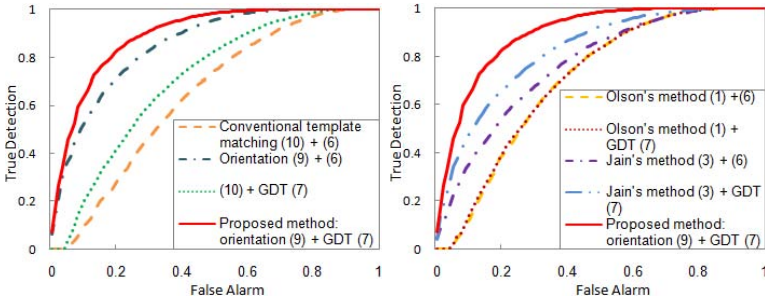 1
0.8
0.6
0.4
0.2
0
True Detection
0
0.2
0.4
0.6
0.8
1
False Alarm
Conventional template
matching (10) + (6)
Orientation (9) + (6)
(10) + GDT (7)
Proposed method:
orientation (9) + GDT (7)
1
0.8
0.6
0.4
0.2
0
True Detection
0
0.2
0.4
0.6
0.8
1
False Alarm
Olson's method (1) +(6)
Olson's method (1) +
GDT (7)
Jain's method (3) + (6)
Jain's method (3) + GDT
(7)
Proposed method:
orientation (9) + GDT (7)